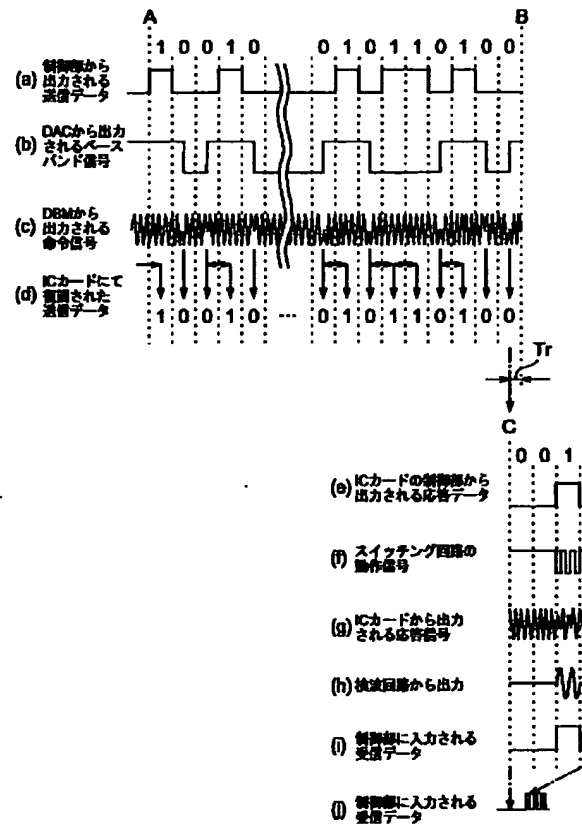 A B
1 0 0 1 0 0 1 0 1 1 0 1 0 0
(a) 制御部から
出力される
送信データ
(b) DACから出力
されるベース
バンド信号
(c) DBMから
出力される
命令信号
(d) ICカードにて
復調された
送信データ
1 0 0 1 0 ... 0 1 0 1 1 0 1 0 0
Tr
C
0 0 1
(e) ICカードの制御部から
出力される応答データ
(f) スイッチング回路の
動作信号
(g) ICカードから出力
される応答信号
(h) 検波回路から出力
(i) 制御部に入力される
受信データ
(j) 制御部に入力される
受信データ